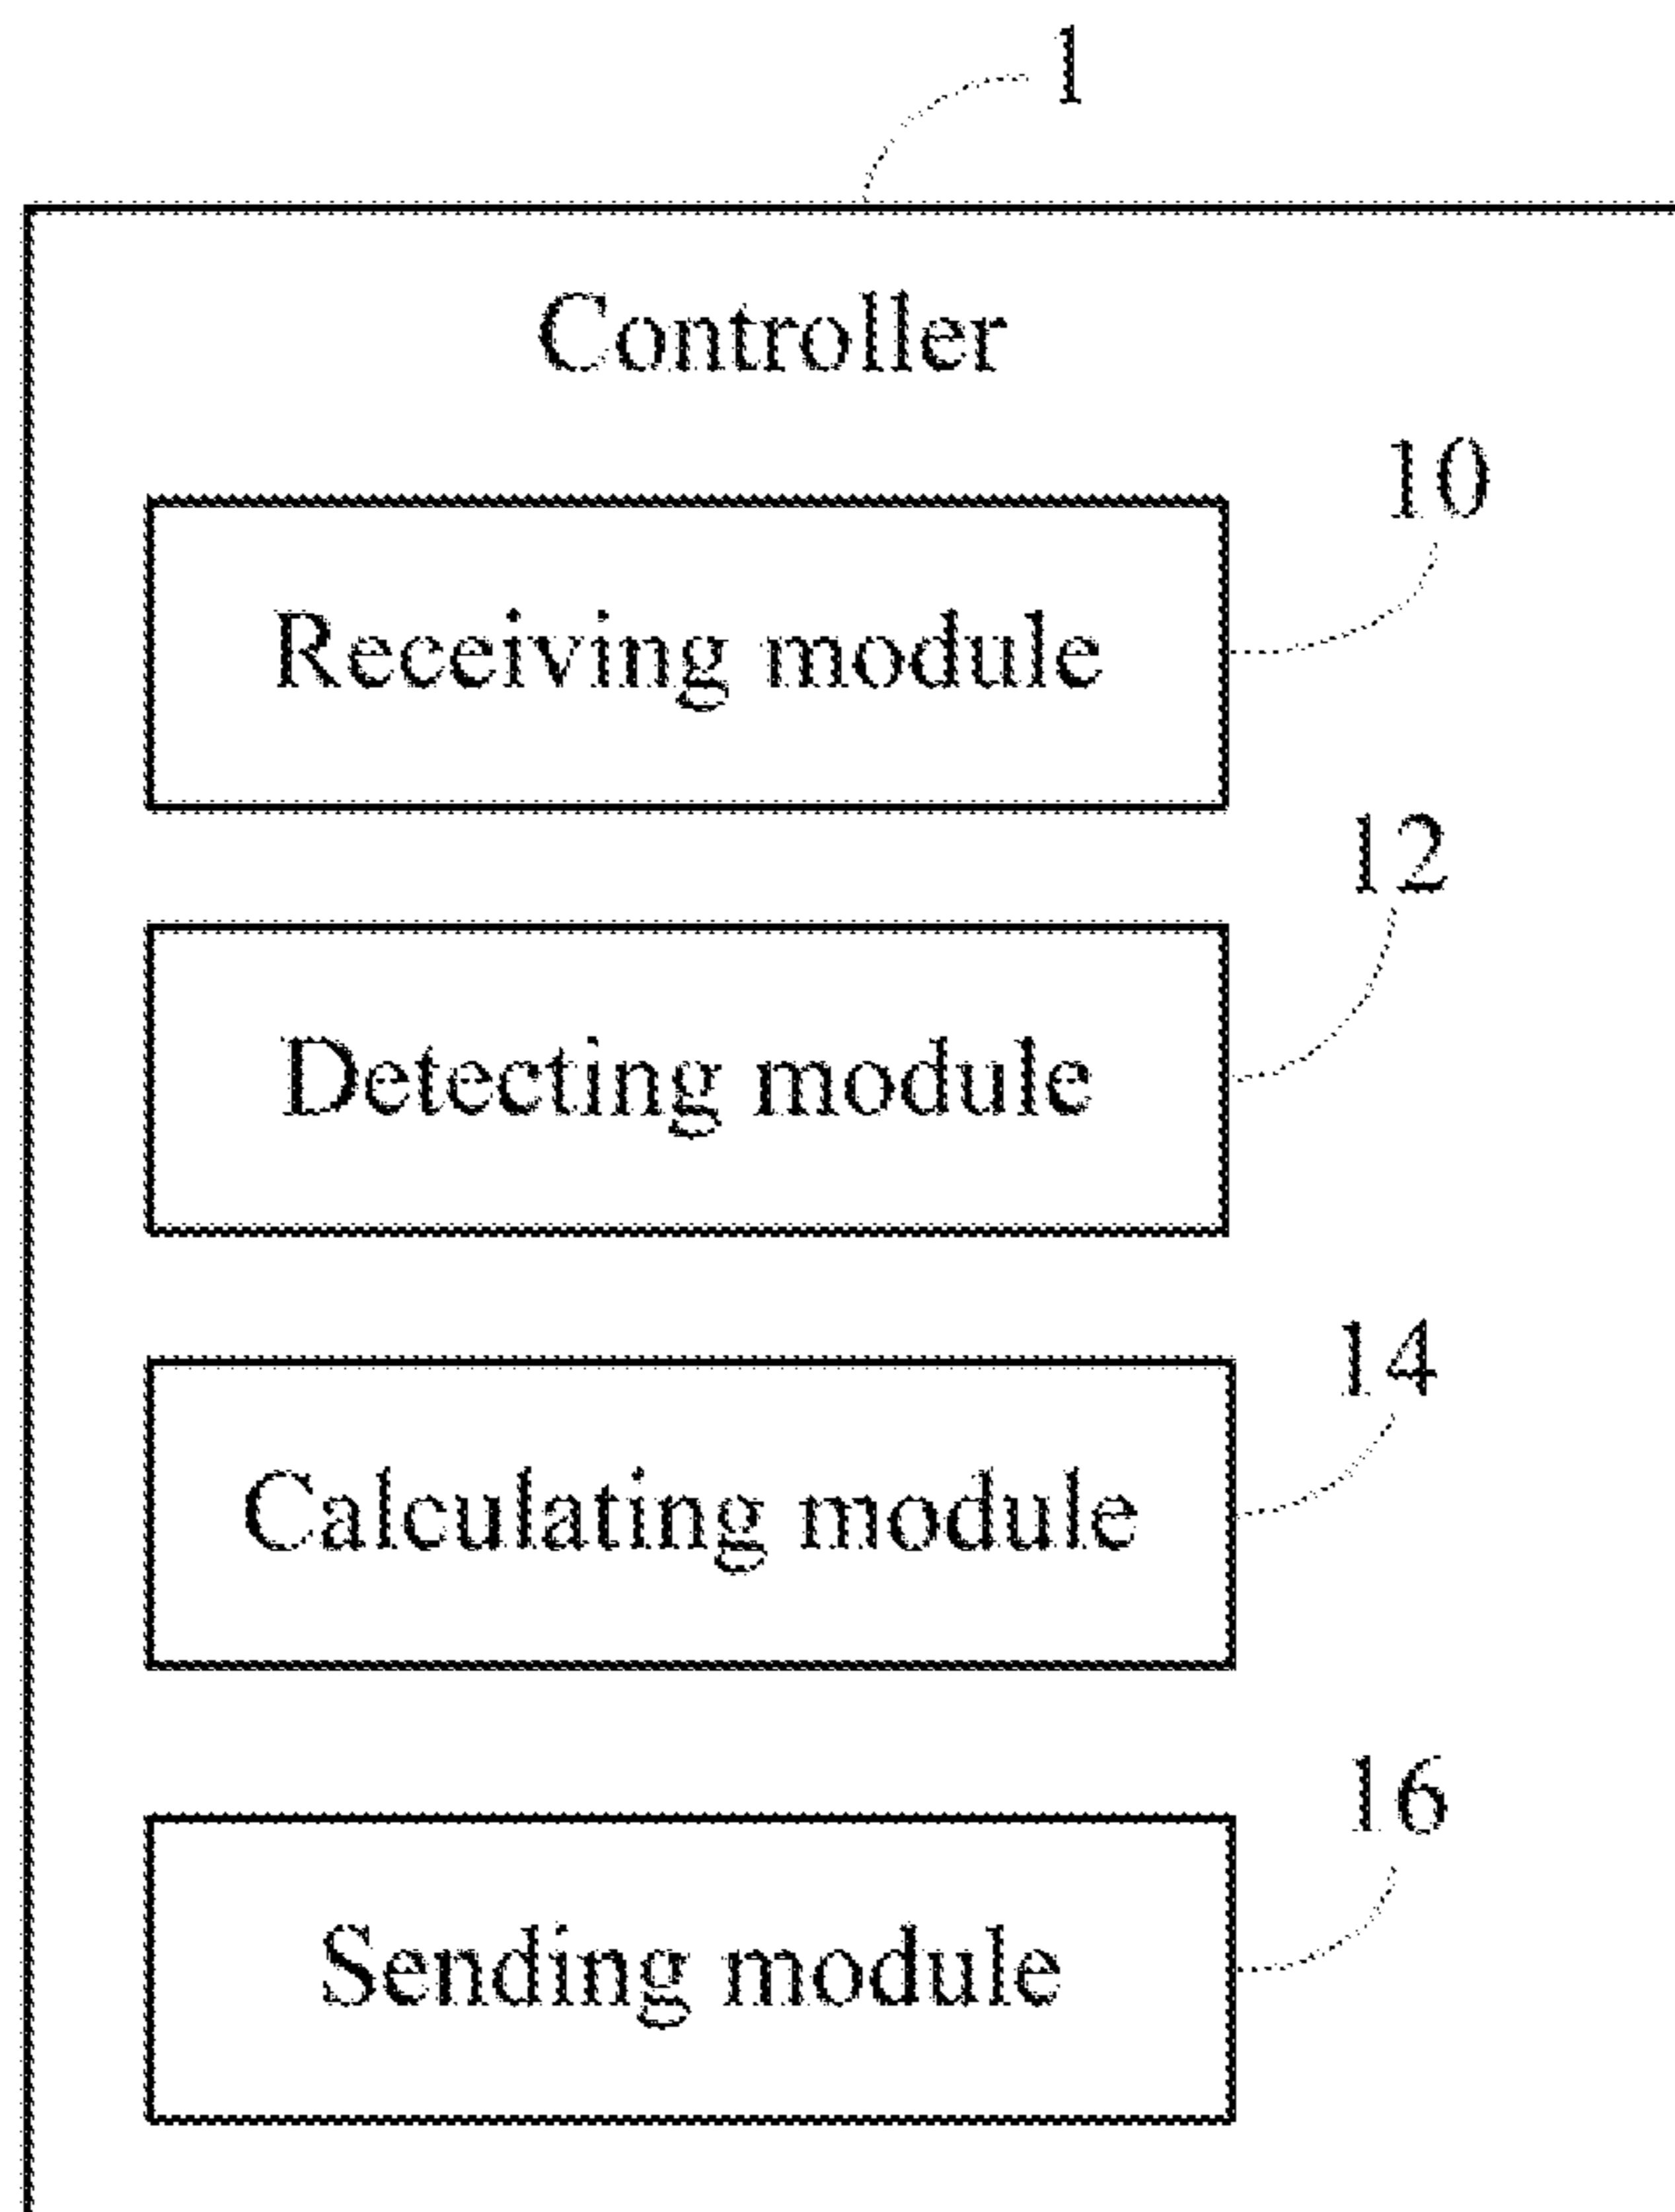 1
Controller
10
Receiving module
12
Detecting module
14
Calculating module
16
Sending module